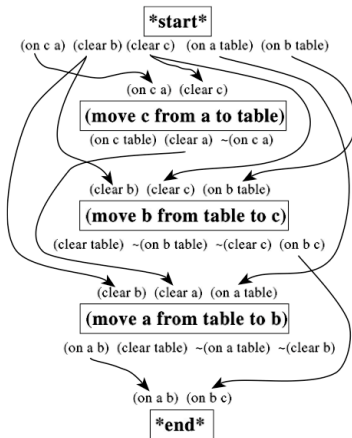 *start*
(on c a) (clear b) (clear c) (on a table) (on b table)
(on c a) (clear c)
(move c from a to table)
(on c table) (clear a) ~(on c a)
(clear b) (clear c) (on b table)
(move b from table to c)
(clear table) ~(on b table) ~(clear c) (on b c)
(clear b) (clear a) (on a table)
(move a from table to b)
(on a b) (clear table) ~(on a table) ~(clear b)
(on a b) (on b c)
*end*